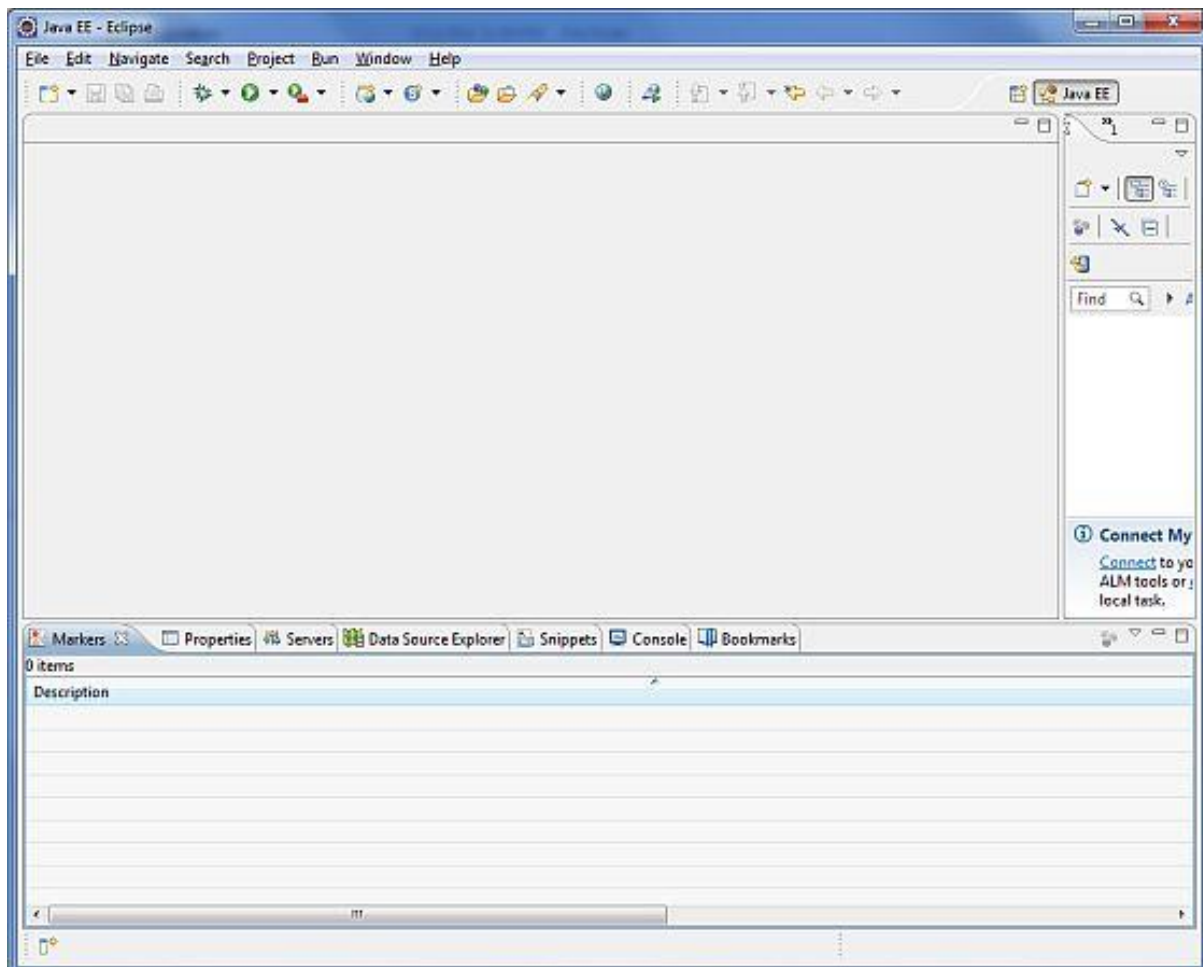 Java EE - Eclipse
File Edit Navigate Search Project Run Window Help
Java EE
Find
Connect My
Connect to yo
ALM tools or
local task.
Markers Properties Servers Data Source Explorer Snippets Console Bookmarks
0 items
Description